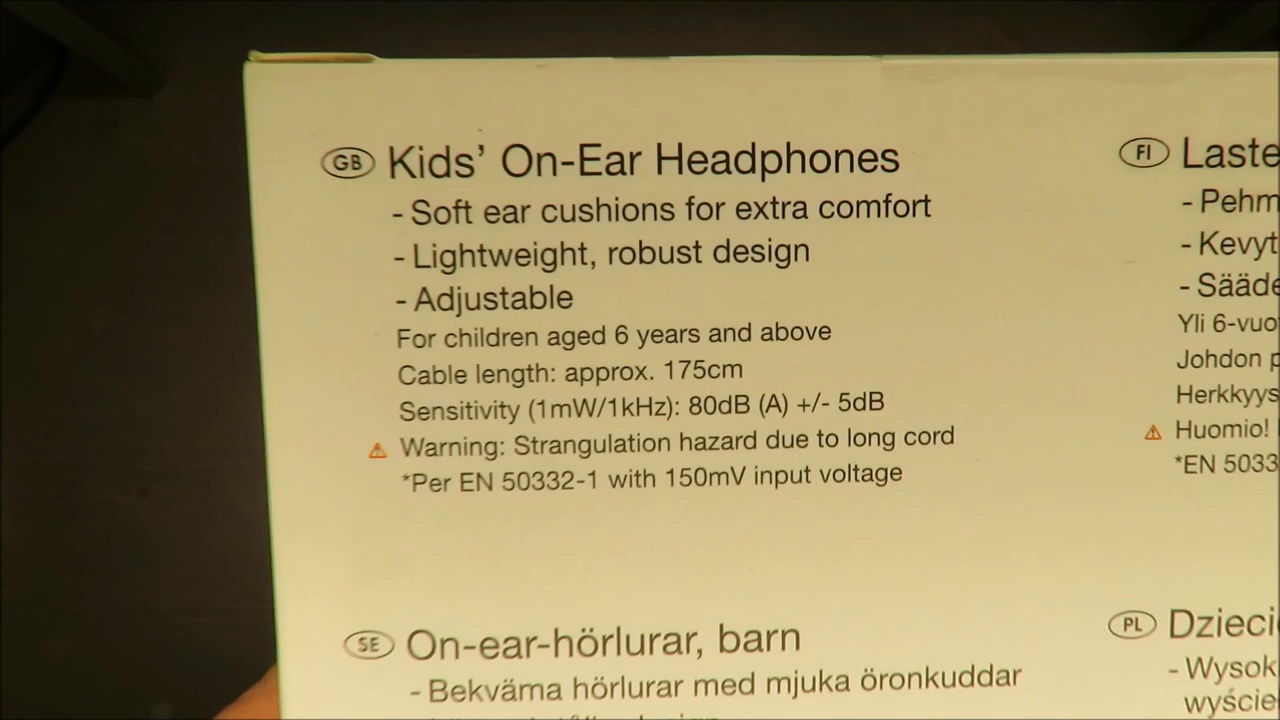 GB Kids’ On-Ear Headphones
- Soft ear cushions for extra comfort
- Lightweight, robust design
- Adjustable
For children aged 6 years and above
Cable length: approx. 175cm
Sensitivity (1mW/1kHz): 80dB (A) +/- 5dB
Warning: Strangulation hazard due to long cord
*Per EN 50332-1 with 150mV input voltage
FI Laste
- Pehm
- Kevyt
- Sääde
Yli 6-vuo
Johdon p
Herkkyys
Huomio!
*EN 5033
SE On-ear-hörlurar, barn
- Bekväma hörlurar med mjuka öronkuddar
PL Dzieci
- Wysok
wyście